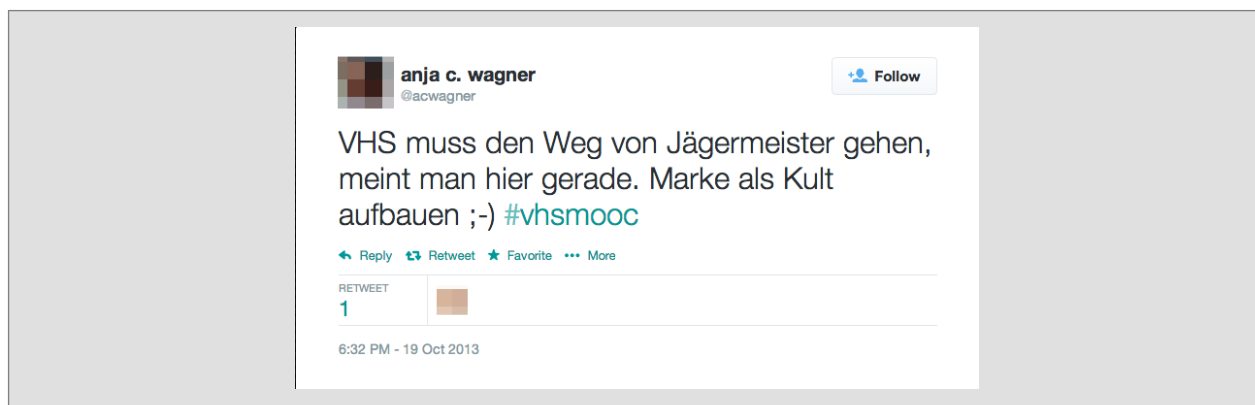 anja c. wagner
@acwagner
Follow
VHS muss den Weg von Jägermeister gehen,
meint man hier gerade. Marke als Kult
aufbauen ;-) #vhsmooc
Reply Retweet Favorite ••• More
RETWEET
1
6:32 PM - 19 Oct 2013